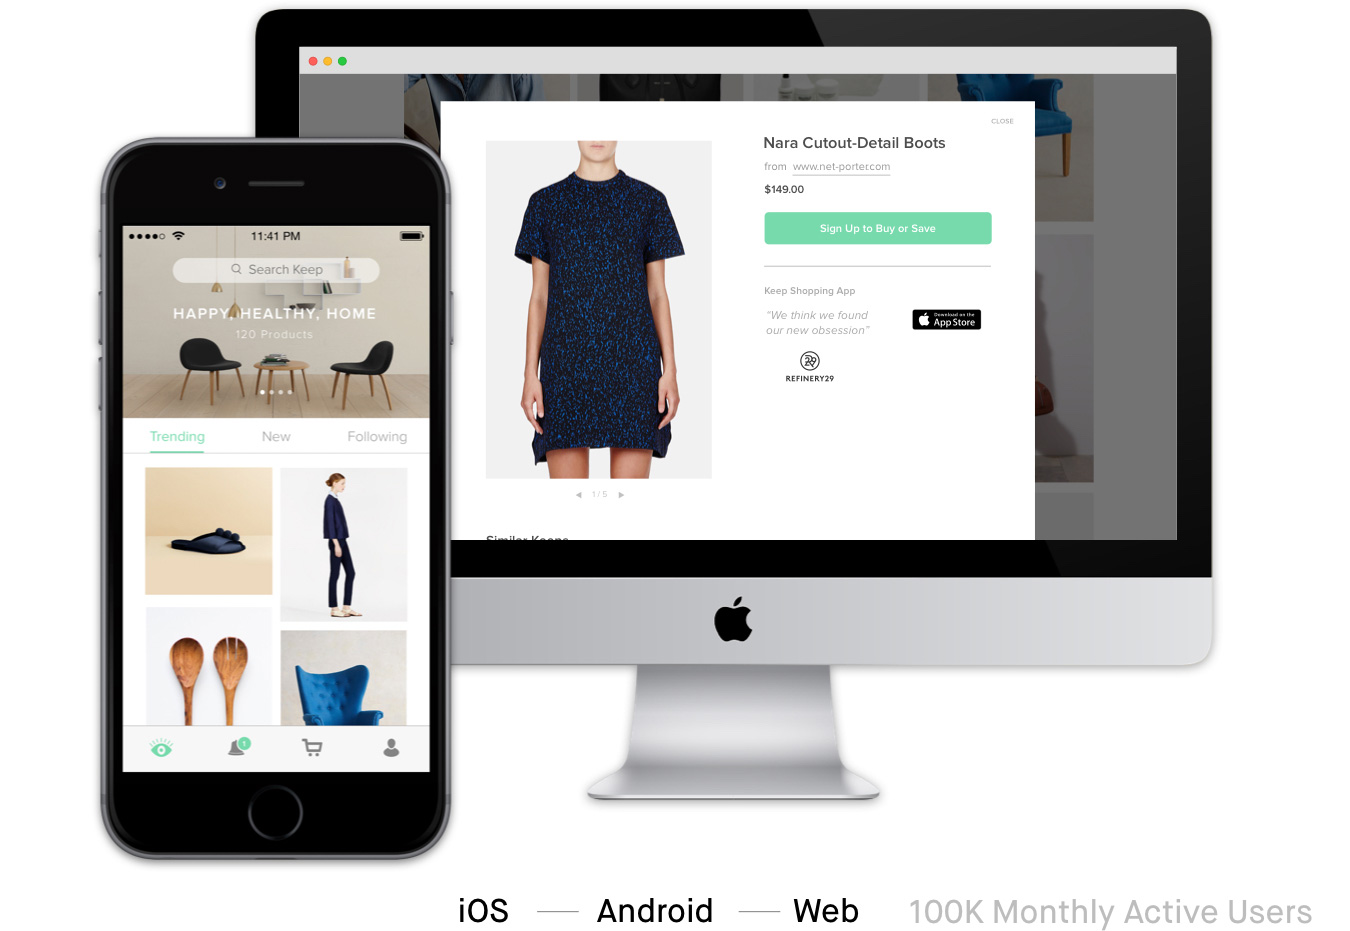 CLOSE
Nara Cutout-Detail Boots
from www.net-porter.com
$149.00
Sign Up to Buy or Save
Keep Shopping App
“We think we found
our new obsession”
Download on the
App Store
29
REFINERY29
1 / 5
Similar Keeps
11:41 PM
Search Keep
HAPPY, HEALTHY, HOME
120 Products
Trending New Following
1
iOS — Android — Web 100K Monthly Active Users